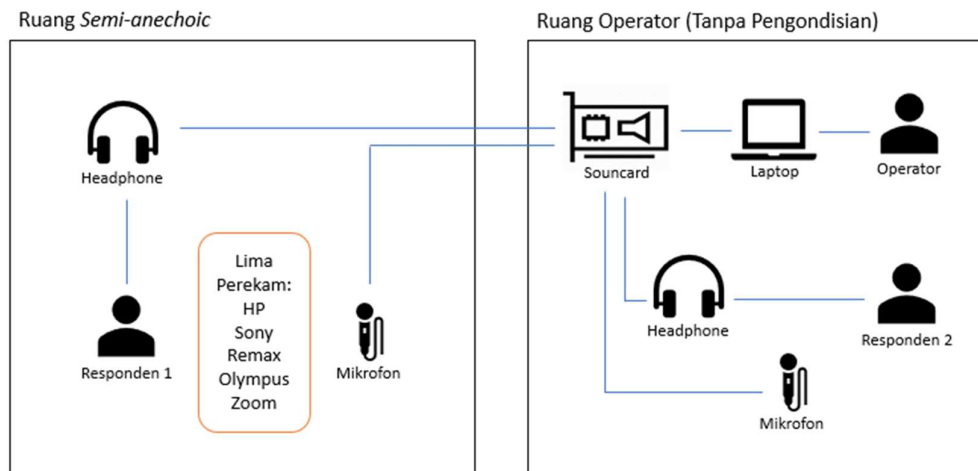 Ruang Semi-anechoic
Headphone
Responden 1
Lima
Perekam:
HP
Sony
Remax
Olympus
Zoom
Mikrofon
Ruang Operator (Tanpa Pengondisian)
Souncard
Laptop
Operator
Headphone
Responden 2
Mikrofon